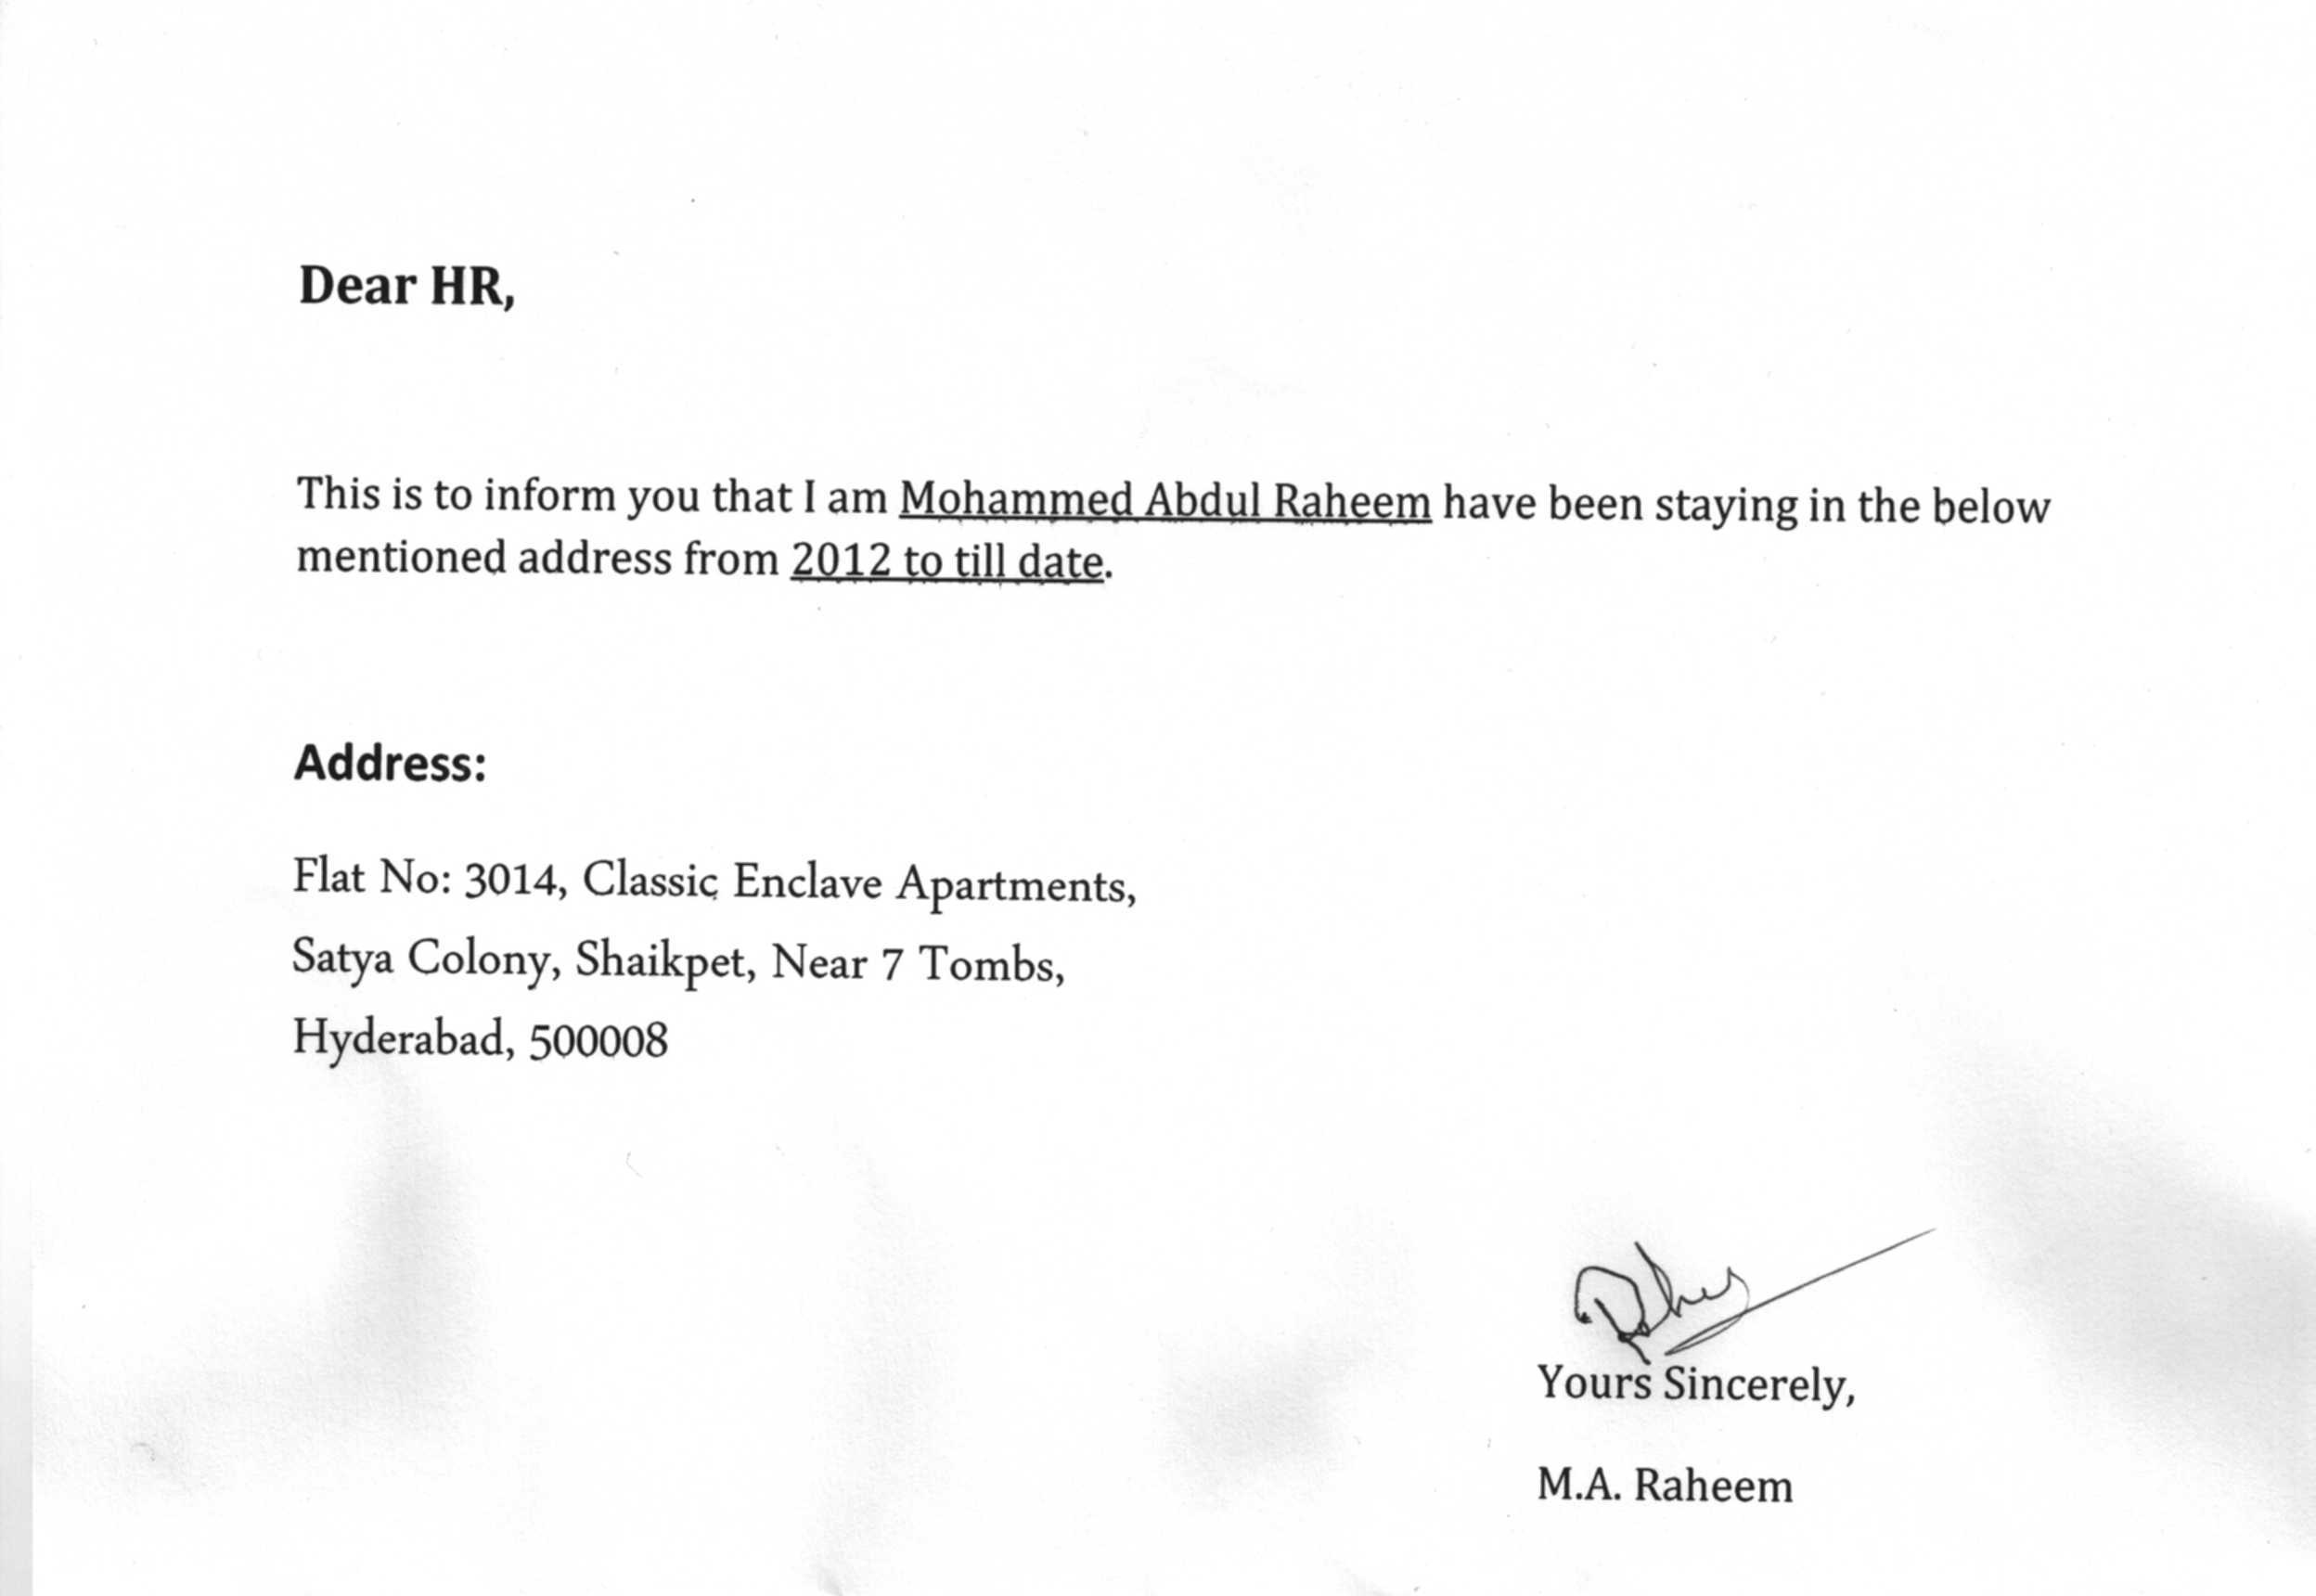 Dear HR,
This is to inform you that I am Mohammed Abdul Raheem have been staying in the below
mentioned address from 2012 to till date.
Address:
Flat No: 3014, Classic Enclave Apartments,
Satya Colony, Shaikpet, Near 7 Tombs,
Hyderabad, 500008
Yours Sincerely,
M.A. Raheem